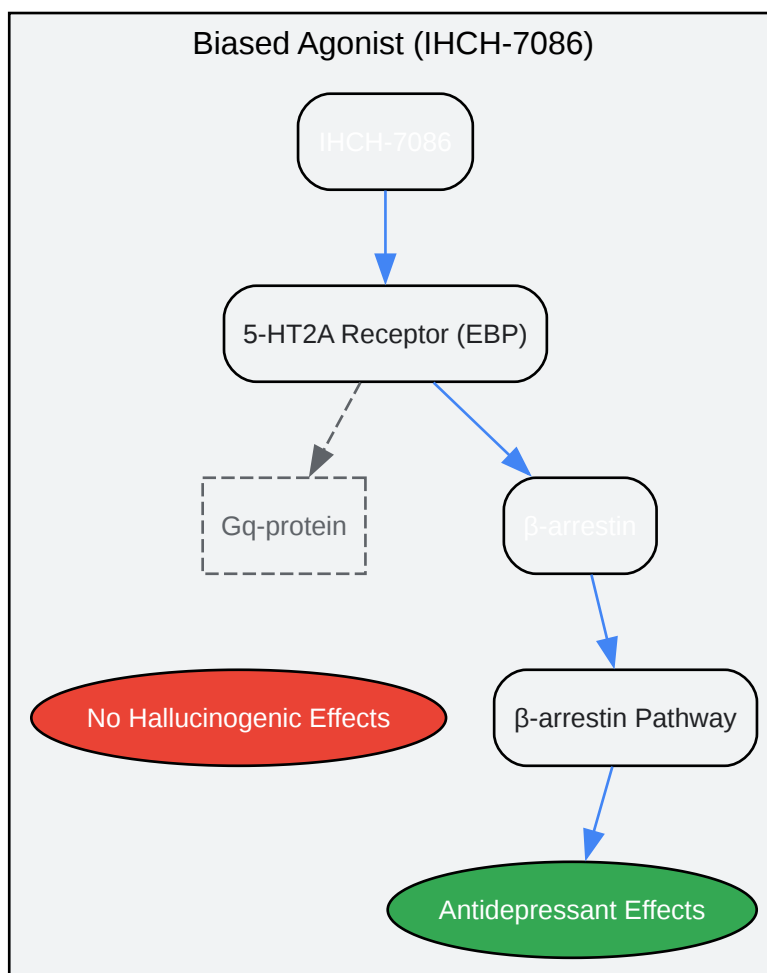 Biased Agonist (IHCH-7086)
IHCH-7086
5-HT2A Receptor (EBP)
Gq-protein
β-arrestin
No Hallucinogenic Effects
β-arrestin Pathway
Antidepressant Effects